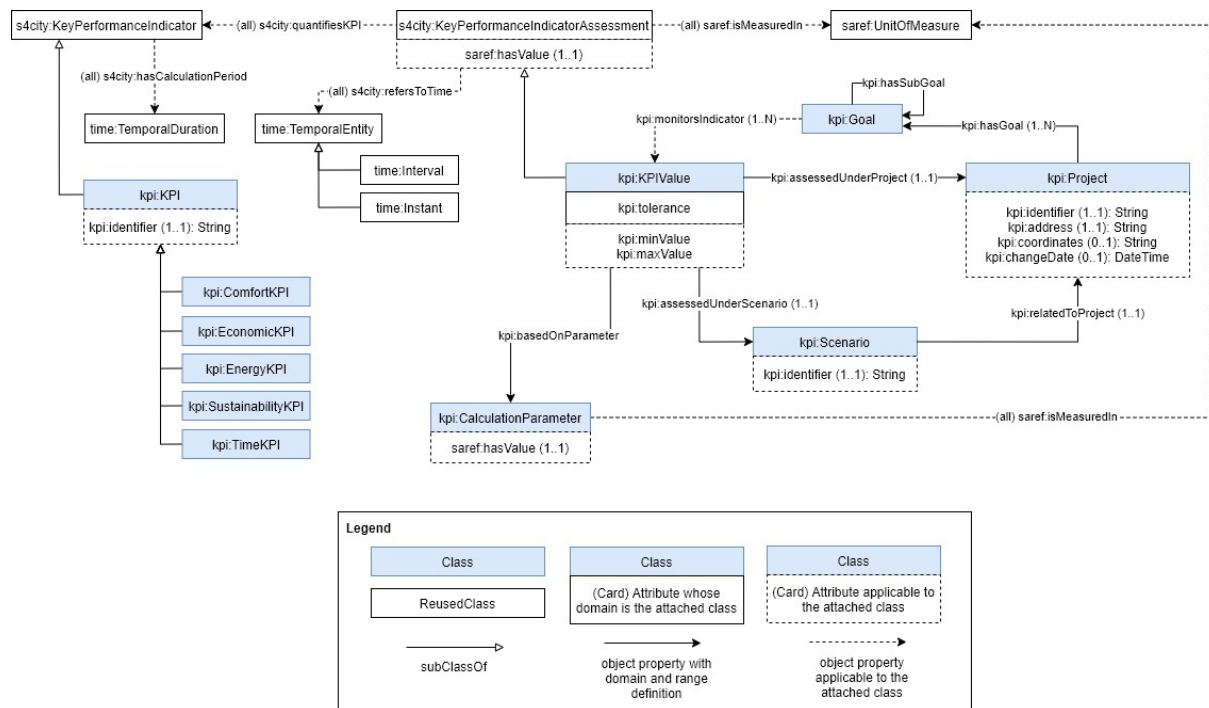 s4city:KeyPerformanceIndicator
(all) s4city:quantifiesKPI
s4city:KeyPerformanceIndicatorAssessment
(all) saref:isMeasuredIn
saref:UnitOfMeasure
saref:hasValue (1..1)
(all) s4city:hasCalculationPeriod
(all) s4city:refersToTime
time:TemporalDuration
time:TemporalEntity
time:Interval
time:Instant
kpi:hasSubGoal
kpi:monitorsIndicator (1..N)
kpi:Goal
kpi:hasGoal (1..N)
kpi:KPI
kpi:identifier (1..1): String
kpi:KPIValue
kpi:tolerance
kpi:minValue
kpi:maxValue
kpi:assessedUnderProject (1..1)
kpi:Project
kpi:identifier (1..1): String
kpi:address (1..1): String
kpi:coordinates (0..1): String
kpi:changeDate (0..1): DateTime
kpi:ComfortKPI
kpi:EconomicKPI
kpi:EnergyKPI
kpi:SustainabilityKPI
kpi:TimeKPI
kpi:assessedUnderScenario (1..1)
kpi:relatedToProject (1..1)
kpi:basedOnParameter
kpi:Scenario
kpi:identifier (1..1): String
kpi:CalculationParameter
saref:hasValue (1..1)
(all) saref:isMeasuredIn
Legend
Class
ReusedClass
subClassOf
Class
(Card) Attribute whose
domain is the attached class
object property with
domain and range
definition
Class
(Card) Attribute applicable to
the attached class
object property
applicable to the
attached class